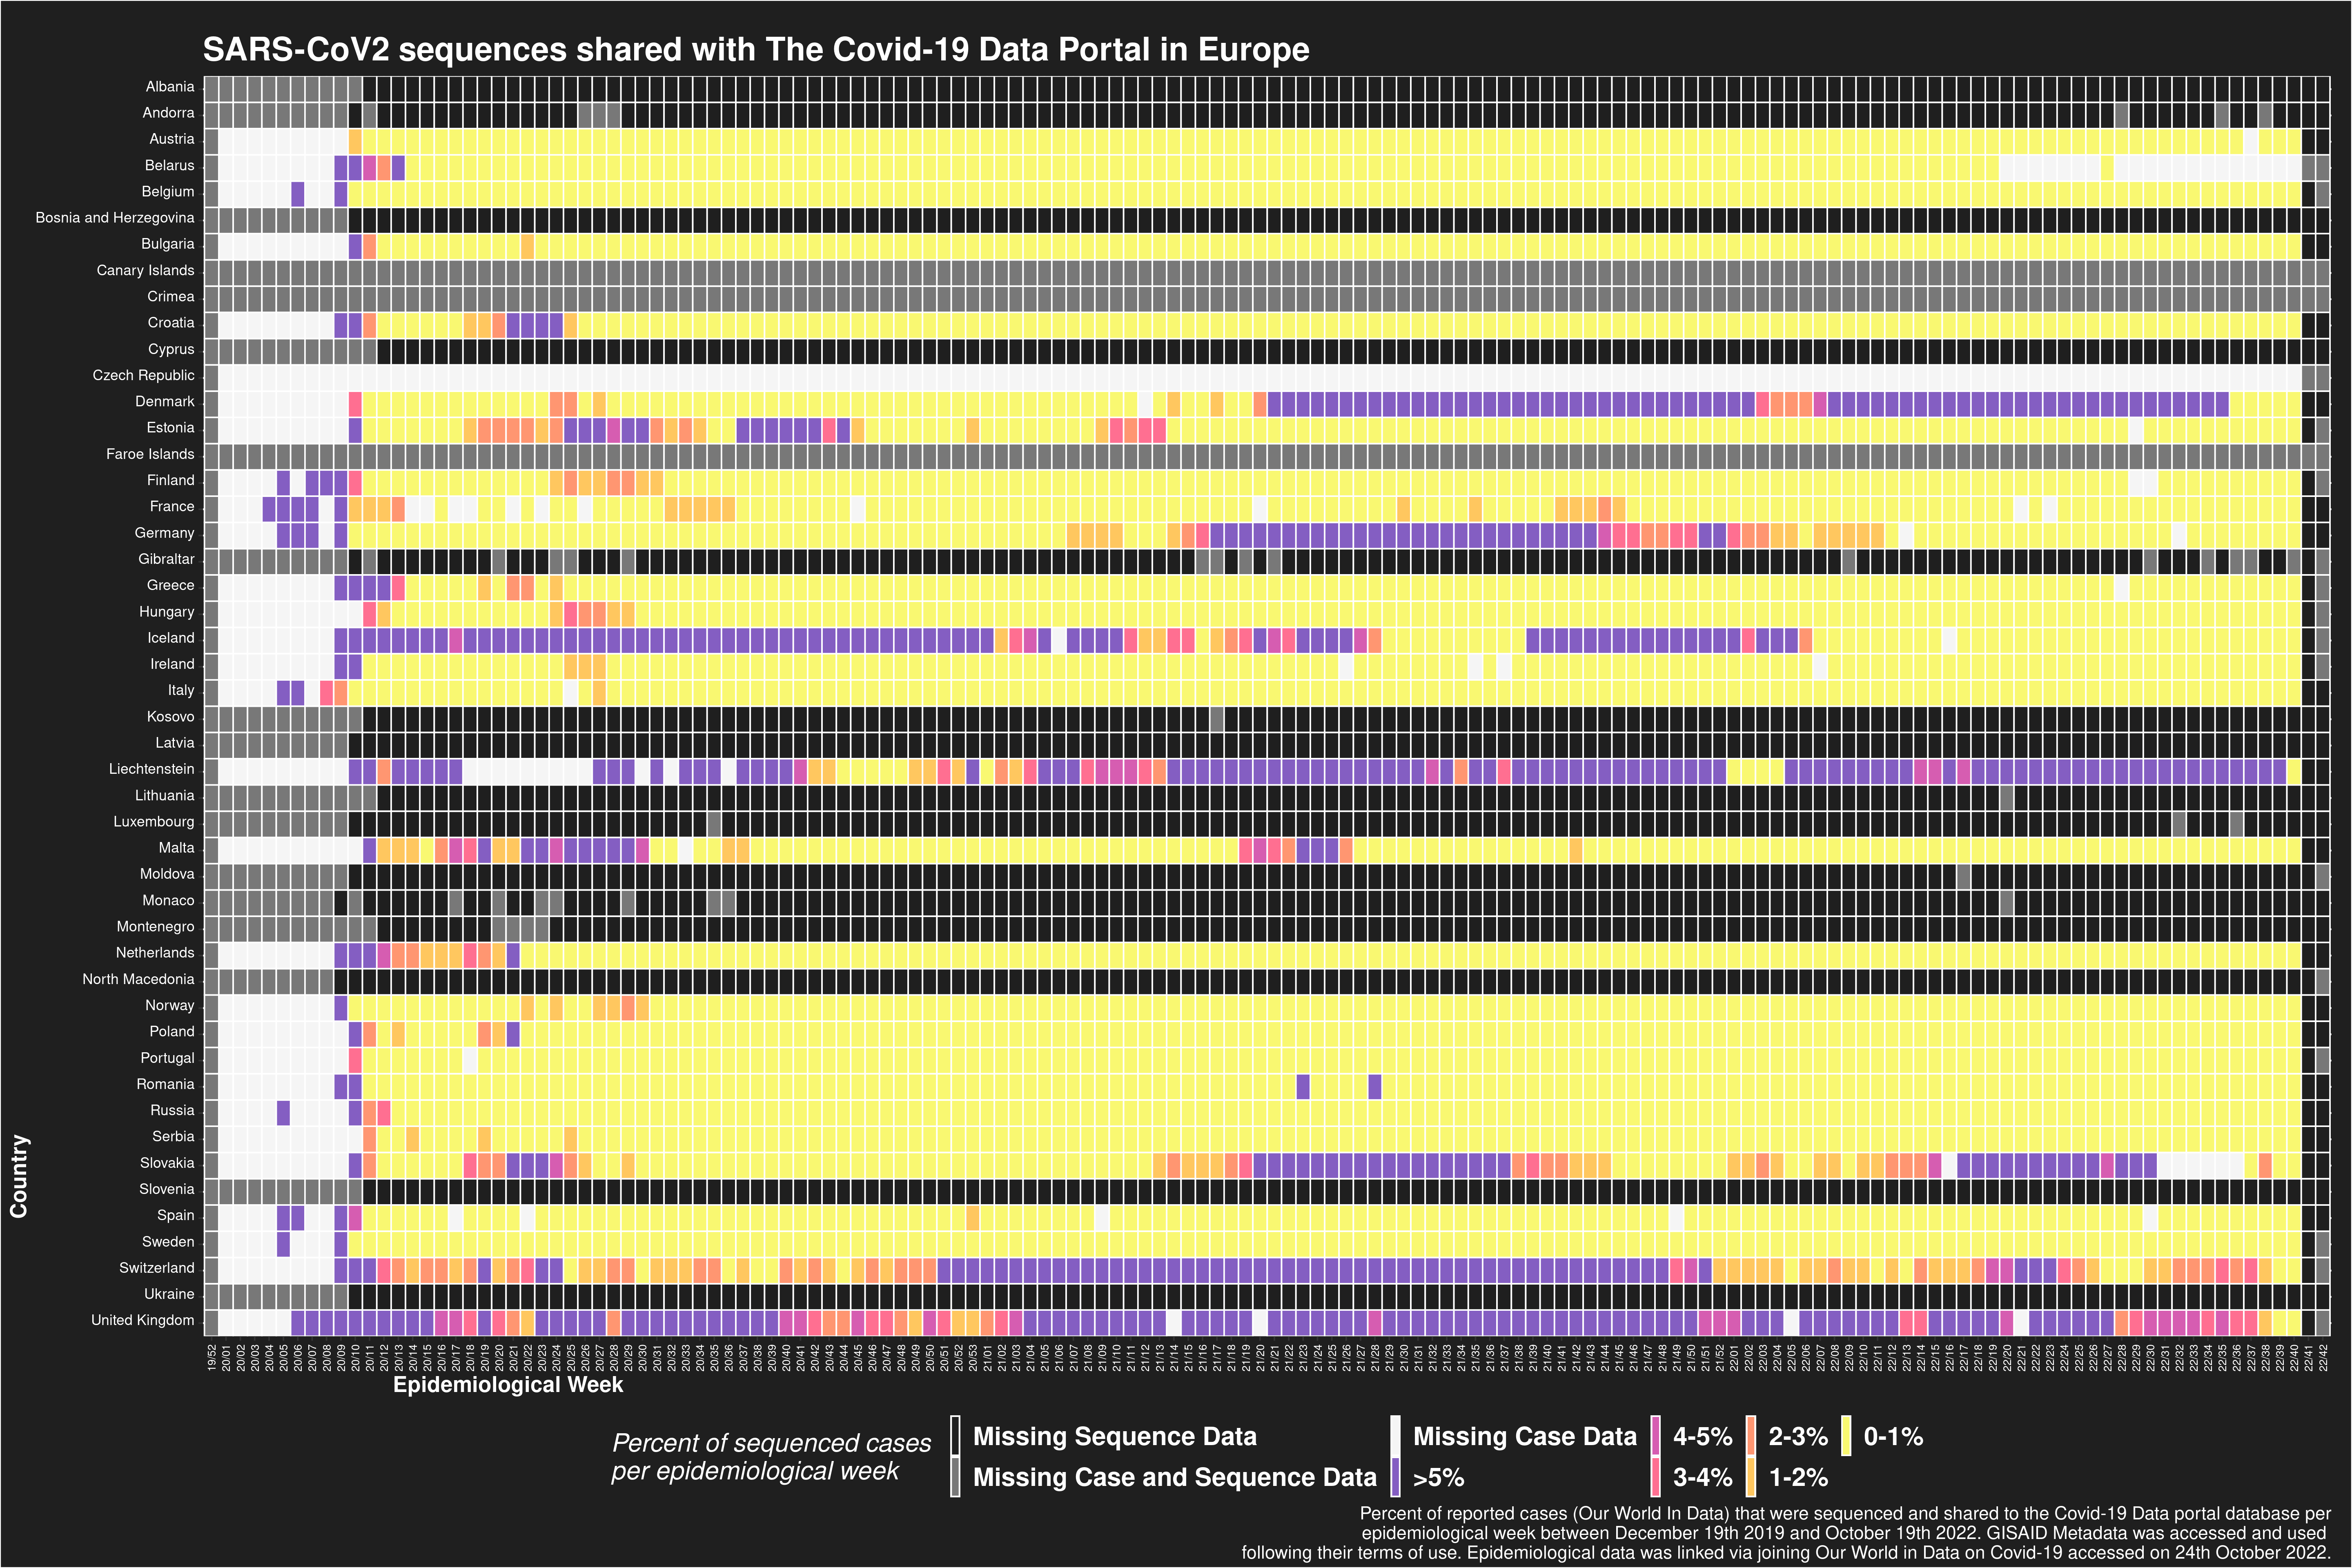 SARS-CoV2 sequences shared with The Covid-19 Data Portal in Europe
Albania
Andorra
Austria
Belarus
Belgium
Bosnia and Herzegovina
Bulgaria
Canary Islands
Crimea
Croatia
Cyprus
Czech Republic
Denmark
Estonia
Faroe Islands
Finland
France
Germany
Gibraltar
Greece
Hungary
Iceland
Ireland
Italy
Kosovo
Latvia
Liechtenstein
Lithuania
Luxembourg
Malta
Moldova
Monaco
Montenegro
Netherlands
North Macedonia
Norway
Poland
Portugal
Romania
Russia
Serbia
Slovakia
Slovenia
Spain
Sweden
Switzerland
Ukraine
United Kingdom
Country
19/52 20/01 20/02 20/03 20/04 20/05 20/06 20/07 20/08 20/09 20/10 20/11 20/12 20/13 20/14 20/15 20/16 20/17 20/18 20/19 20/20 20/21 20/22 20/23 20/24 20/25 20/26 20/27 20/28 20/29 20/30 20/31 20/32 20/33 20/34 20/35 20/36 20/37 20/38 20/39 20/40 20/41 20/42 20/43 20/44 20/45 20/46 20/47 20/48 20/49 20/50 20/51 20/52 20/53 21/01 21/02 21/03 21/04 21/05 21/06 21/07 21/08 21/09 21/10 21/11 21/12 21/13 21/14 21/15 21/16 21/17 21/18 21/19 21/20 21/21 21/22 21/23 21/24 21/25 21/26 21/27 21/28 21/29 21/30 21/31 21/32 21/33 21/34 21/35 21/36 21/37 21/38 21/39 21/40 21/41 21/42 21/43 21/44 21/45 21/46 21/47 21/48 21/49 21/50 21/51 21/52 22/01 22/02 22/03 22/04 22/05 22/06 22/07 22/08 22/09 22/10 22/11 22/12 22/13 22/14 22/15 22/16 22/17 22/18 22/19 22/20 22/21 22/22 22/23 22/24 22/25 22/26 22/27 22/28 22/29 22/30 22/31 22/32 22/33 22/34 22/35 22/36 22/37 22/38 22/39 22/40 22/41 22/42
Epidemiological Week
Percent of sequenced cases
per epidemiological week
Missing Sequence Data
Missing Case and Sequence Data
Missing Case Data
>5%
4-5%
3-4%
2-3%
1-2%
0-1%
Percent of reported cases (Our World In Data) that were sequenced and shared to the Covid-19 Data portal database per
epidemiological week between December 19th 2019 and October 19th 2022. GISAID Metadata was accessed and used
following their terms of use. Epidemiological data was linked via joining Our World in Data on Covid-19 accessed on 24th October 2022.